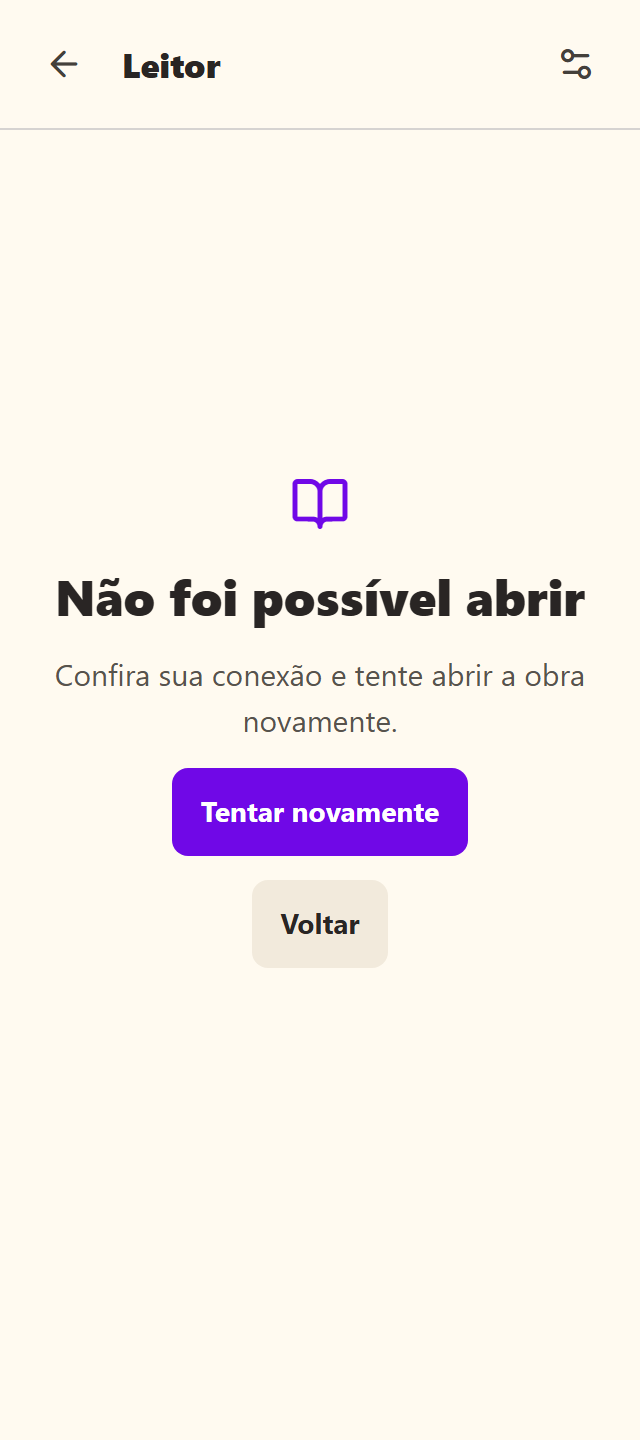 Leitor
Não foi possível abrir
Confira sua conexão e tente abrir a obra
novamente.
Tentar novamente
Voltar